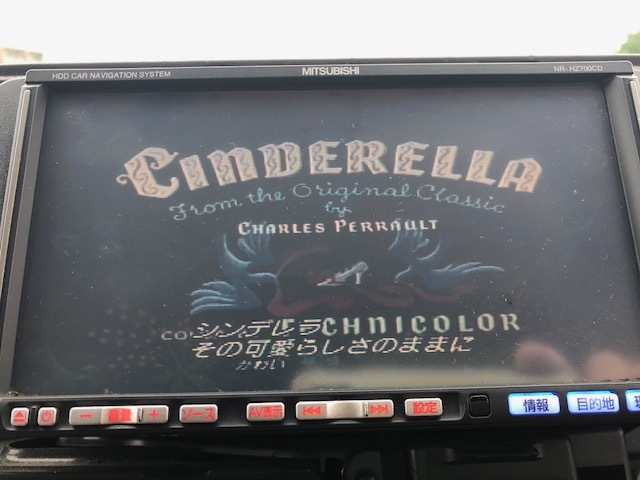 HDD CAR NAVIGATION SYSTEM
MITSUBISHI
NR-HZ700CD
CINDERELLA
From the Original Classic
by
CHARLES PERRAULT
シンデレラ CHNICOLOR
その可愛らしさのままに
かわい
− 音量 +
ソース
AV表示
設定
情報
目的地